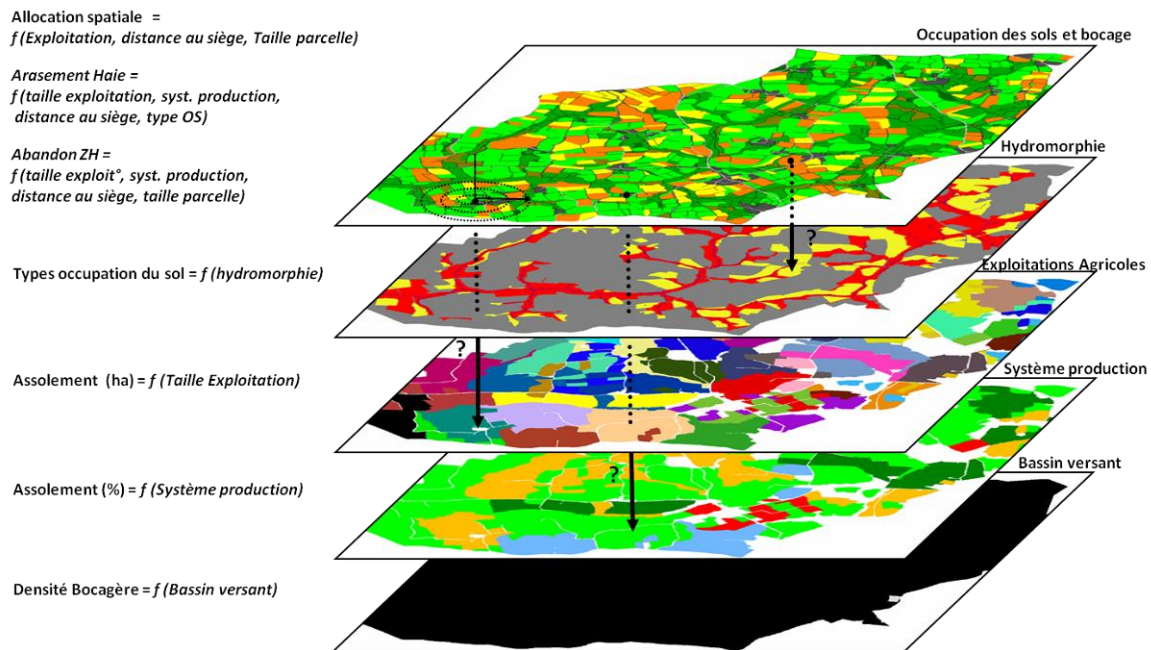 Allocation spatiale =
f (Exploitation, distance au siège, Taille parcelle)
Occupation des sols et bocage
Arasement Haie =
f (taille exploitation, syst. production,
distance au siège, type OS)
Abandon ZH =
f (taille exploit°, syst. production,
distance au siège, taille parcelle)
Hydromorphie
?
Types occupation du sol = f (hydromorphie)
Exploitations Agricoles
?
Assolement (ha) = f (Taille Exploitation)
Système production
?
Assolement (%) = f (Système production)
Bassin versant
Densité Bocagère = f (Bassin versant)